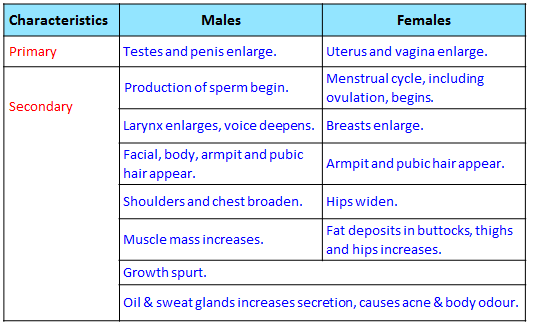 Characteristics Males Females
Primary Testes and penis enlarge. Uterus and vagina enlarge.
Secondary
Production of sperm begin.
Menstrual cycle, including
ovulation, begins.
Larynx enlarges, voice deepens. Breasts enlarge.
Facial, body, armpit and pubic
hair appear.
Armpit and pubic hair appear.
Shoulders and chest broaden. Hips widen.
Muscle mass increases.
Fat deposits in buttocks, thighs
and hips increases.
Growth spurt.
Oil & sweat glands increases secretion, causes acne & body odour.